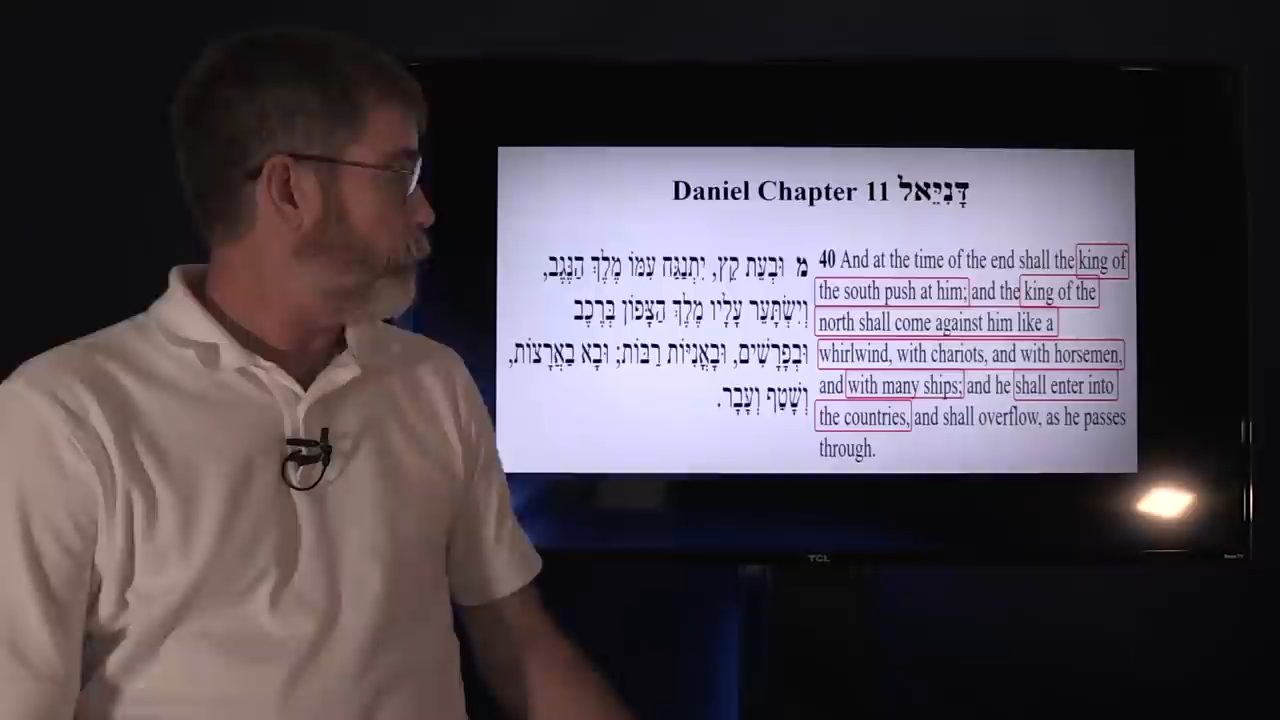 Daniel Chapter 11 דָּנִיֵּאל
מ וּבְעֵת קֵץ, יִתְנַגַּח עִמּוֹ מֶלֶךְ הַנֶּגֶב,
וְיִשְׂתָּעֵר עָלָיו מֶלֶךְ הַצָּפוֹן בְּרֶכֶב
וּבְפָרָשִׁים, וּבָאֳנִיּוֹת רַבּוֹת; וּבָא בַאֲרָצוֹת,
וְשָׁטַף וְעָבָר.
40 And at the time of the end shall the king of
the south push at him; and the king of the
north shall come against him like a
whirlwind, with chariots, and with horsemen,
and with many ships; and he shall enter into
the countries, and shall overflow, as he passes
through.
TCL